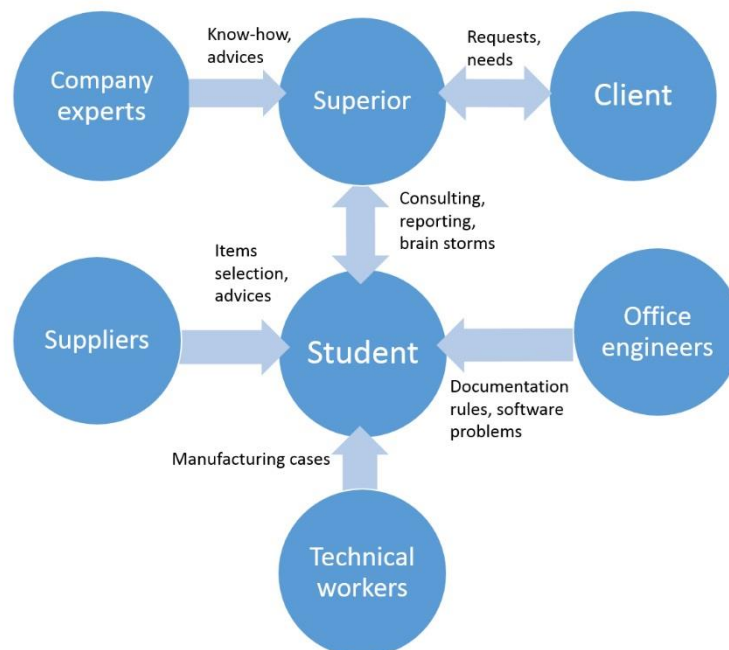 Know-how,
advices
Requests,
needs
Company
experts
Superior
Client
Consulting,
reporting,
brain storms
Items
selection,
advices
Suppliers
Student
Office
engineers
Documentation
rules, software
problems
Manufacturing cases
Technical
workers